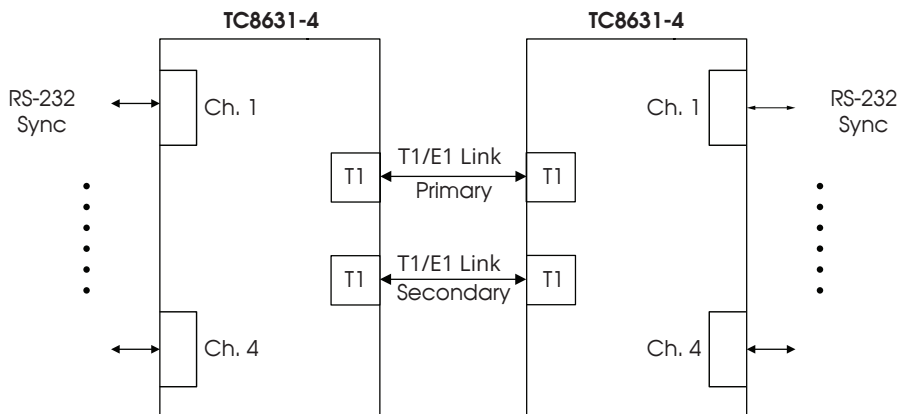 TC8631-4
TC8631-4
RS-232
Sync
Ch. 1
Ch. 1
RS-232
Sync
T1
T1/E1 Link
Primary
T1
T1
T1/E1 Link
Secondary
T1
Ch. 4
Ch. 4